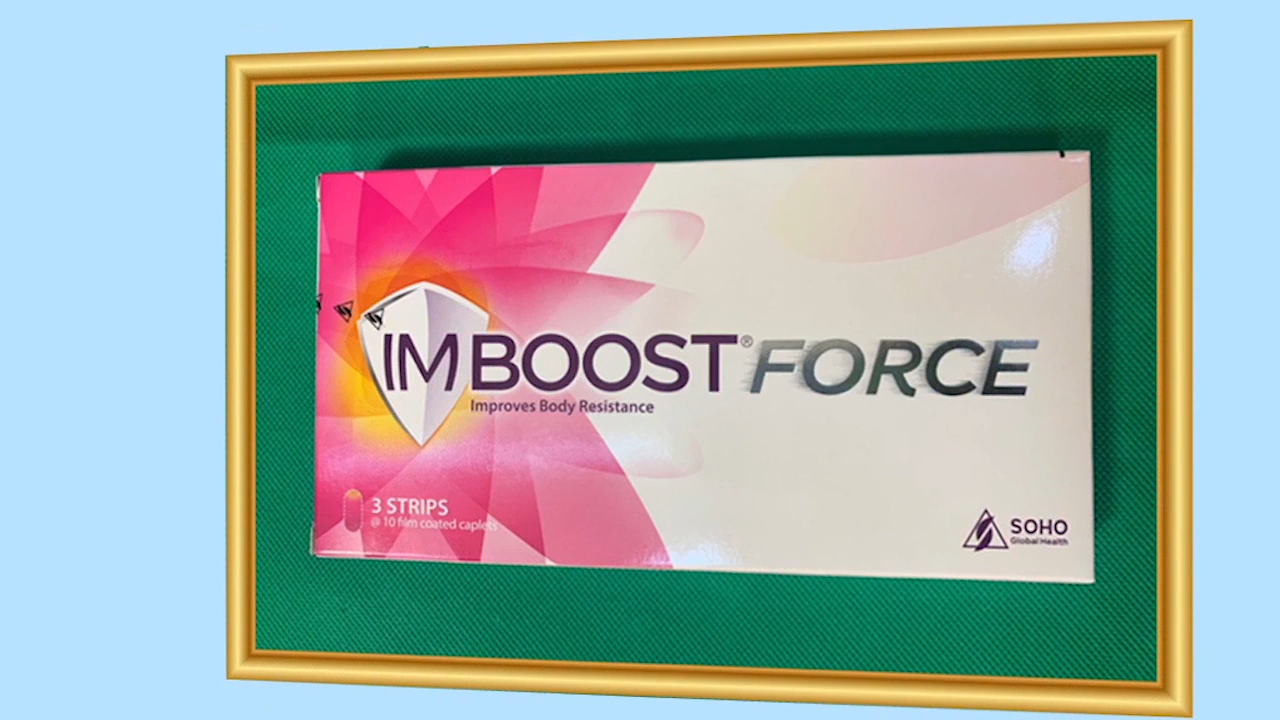 IMBOOST® FORCE
Improves Body Resistance
3 STRIPS
@ 10 film coated caplets
SOHO
Global Health